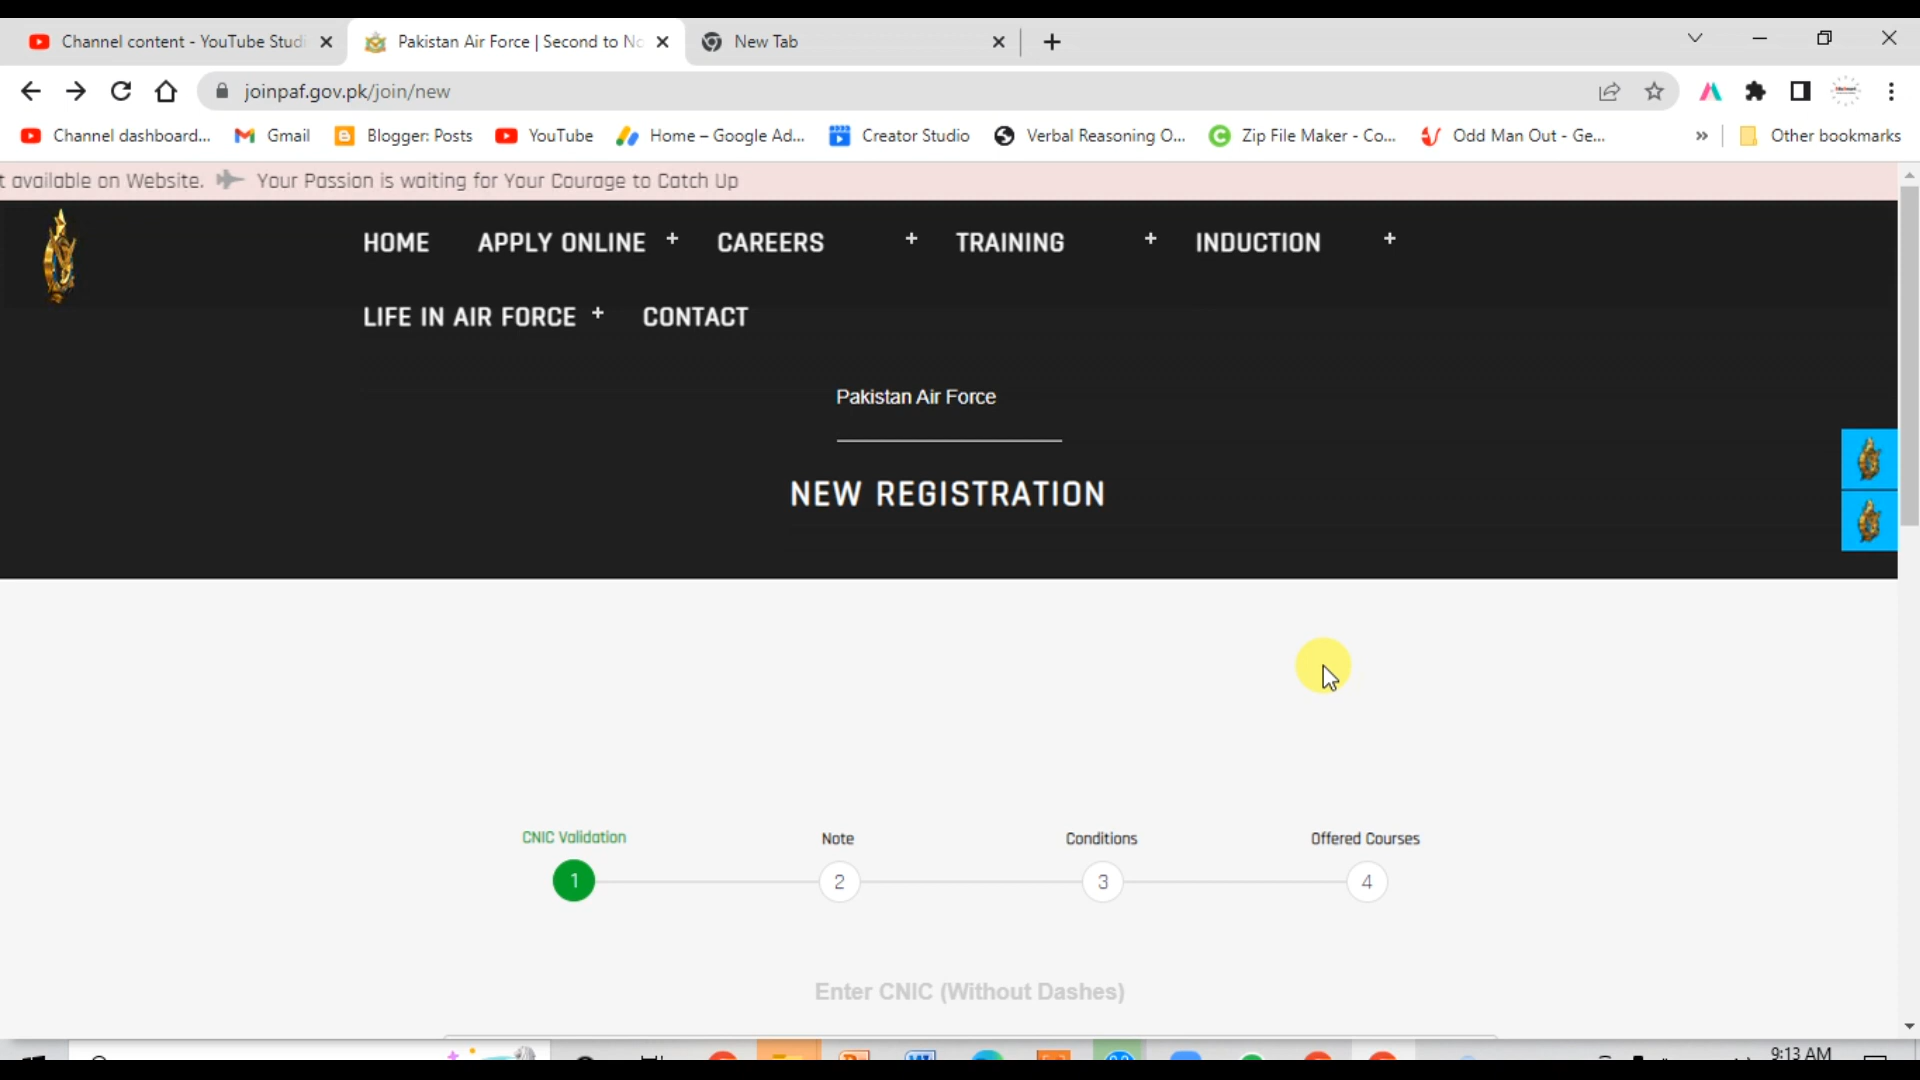 Channel content - YouTube Studi
Pakistan Air Force | Second to No
New Tab
joinpaf.gov.pk/join/new
Channel dashboard...
Gmail
Blogger: Posts
YouTube
Home – Google Ad...
Creator Studio
Verbal Reasoning O...
Zip File Maker - Co...
Odd Man Out - Ge...
»
Other bookmarks
t available on Website. Your Passion is waiting for Your Courage to Catch Up
HOME
APPLY ONLINE +
CAREERS +
TRAINING +
INDUCTION +
LIFE IN AIR FORCE +
CONTACT
Pakistan Air Force
NEW REGISTRATION
CNIC Validation
Note
Conditions
Offered Courses
1
2
3
4
Enter CNIC (Without Dashes)
9:13 AM